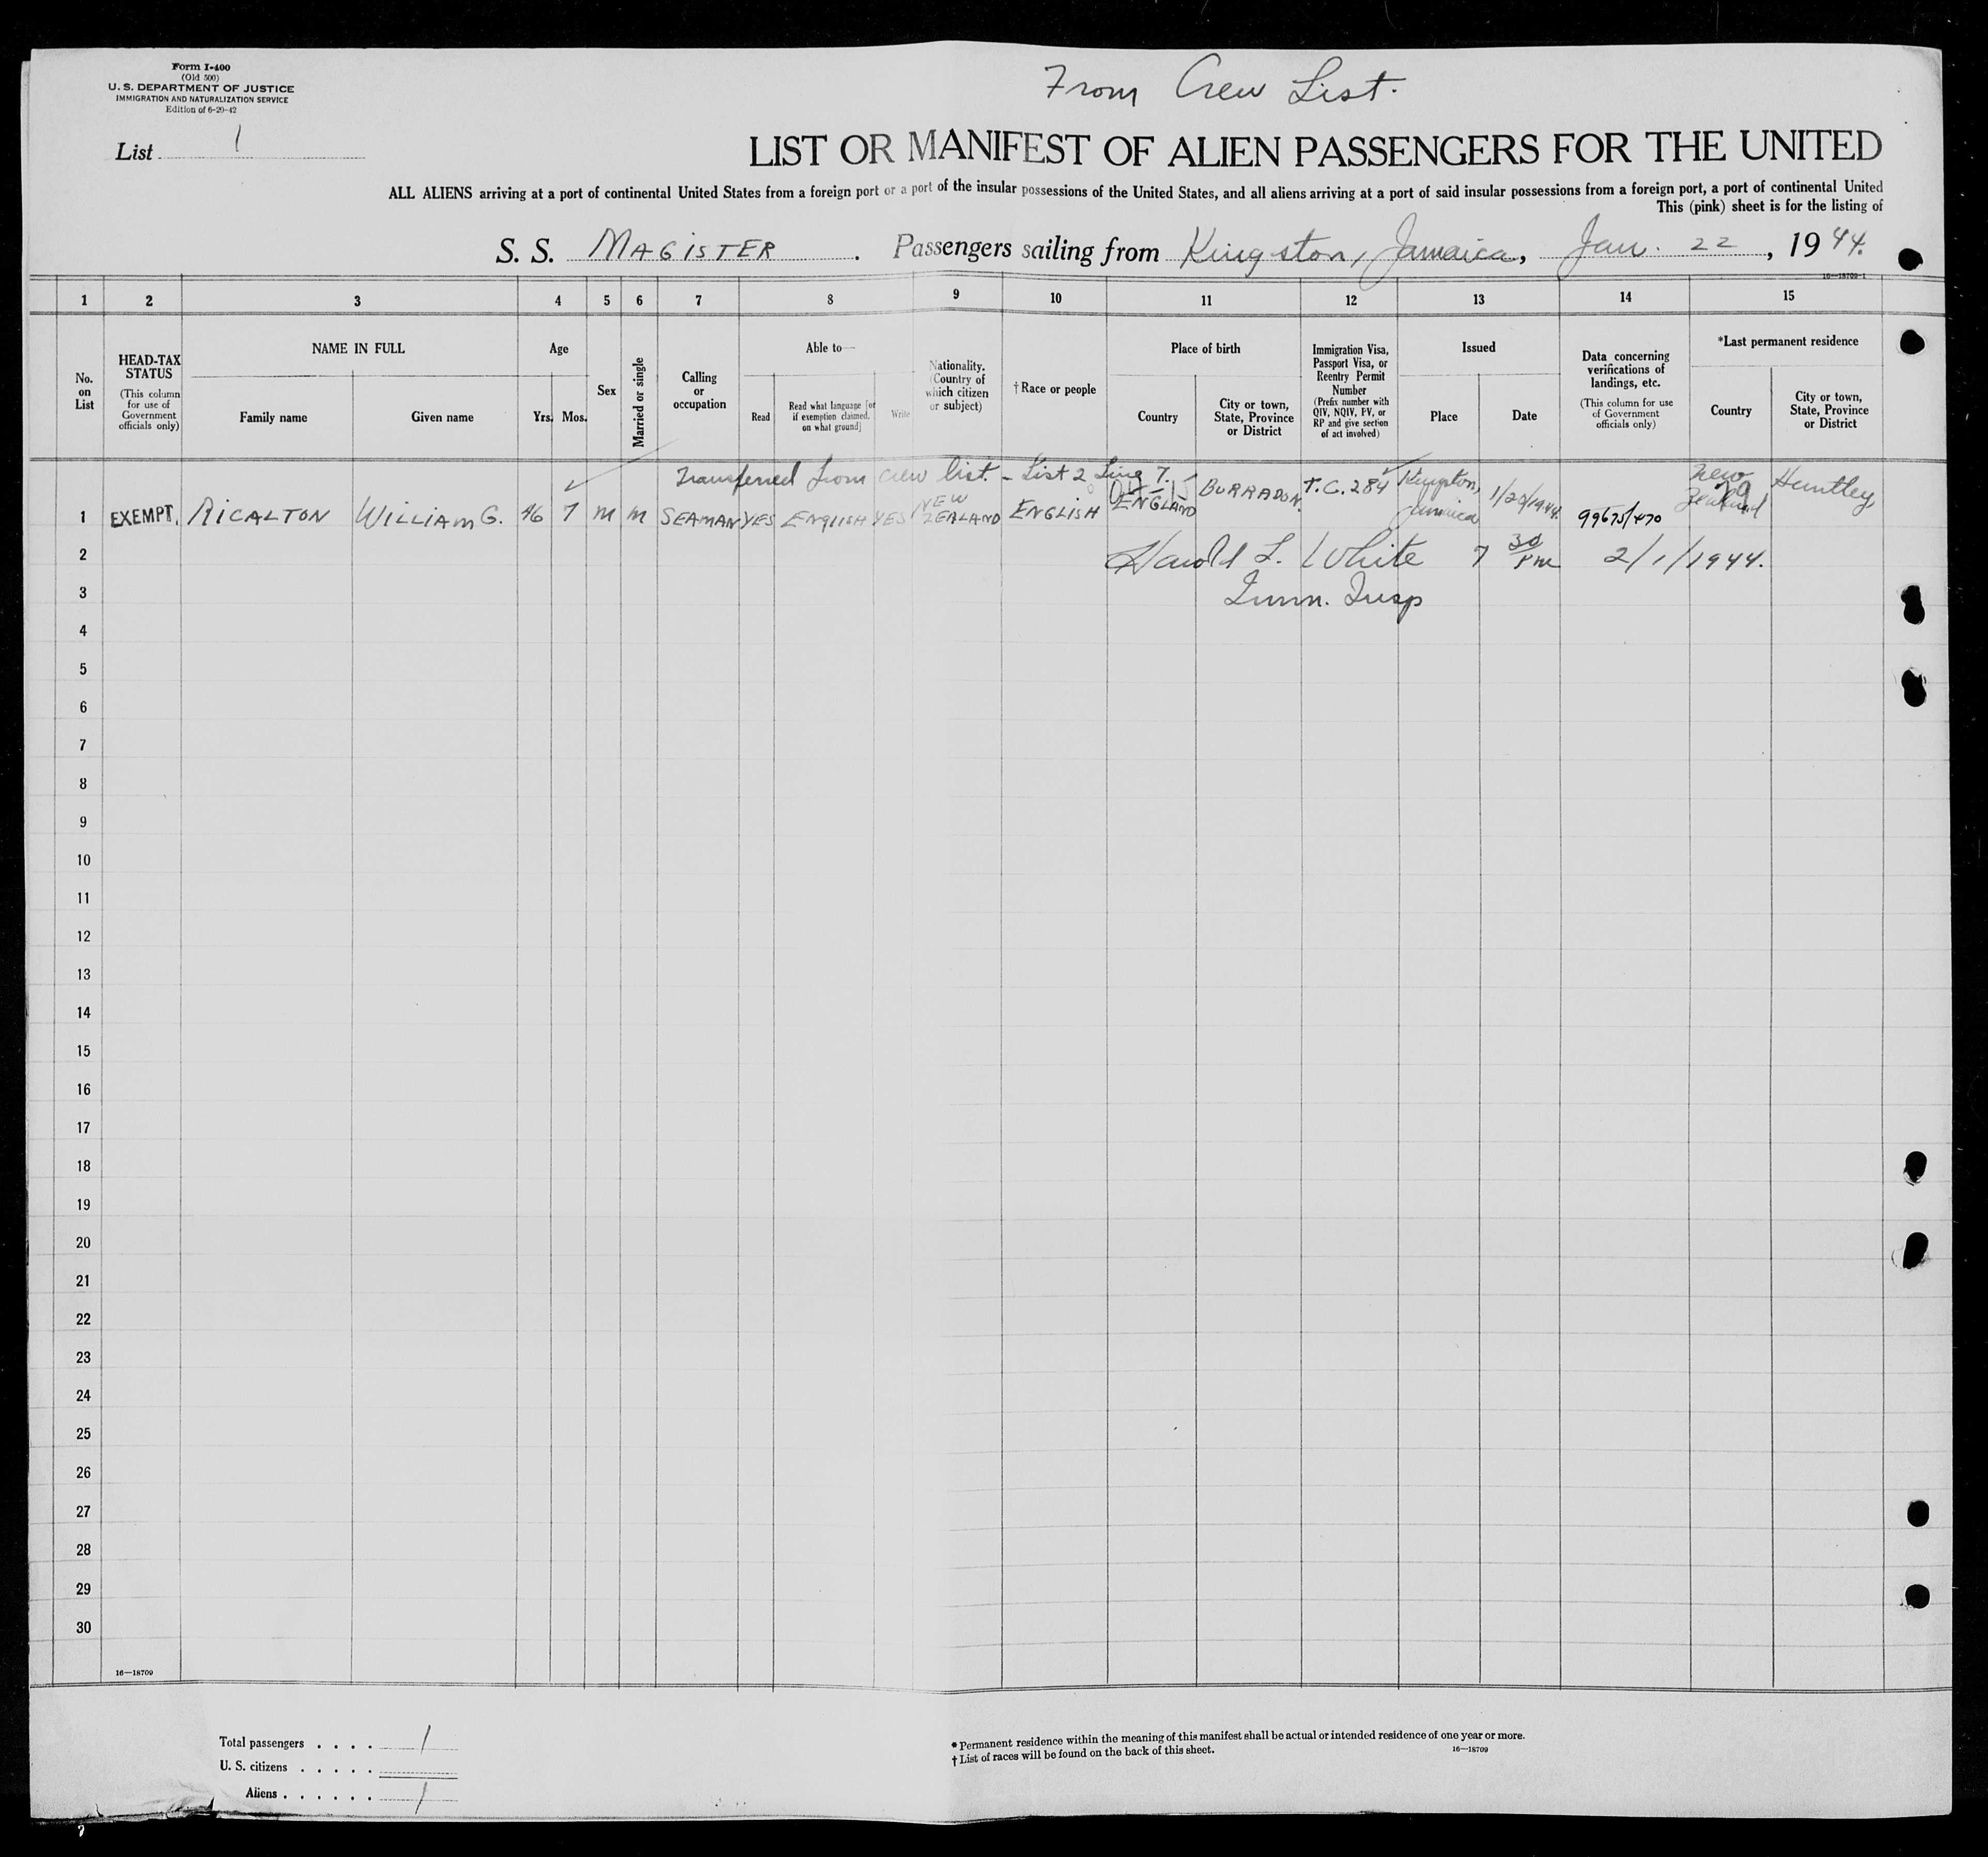 Form I-400
(Old 500)
U. S. DEPARTMENT OF JUSTICE
IMMIGRATION AND NATURALIZATION SERVICE
Edition of 6-20-42
From Crew List.
List 1
LIST OR MANIFEST OF ALIEN PASSENGERS FOR THE UNITED
ALL ALIENS arriving at a port of continental United States from a foreign port or a port of the insular possessions of the United States, and all aliens arriving at a port of said insular possessions from a foreign port, a port of continental United
This (pink) sheet is for the listing of
S. S. MAGISTER. Passengers sailing from Kingston, Jamaica, Jan. 22, 1944.
16—18709-1
1 2 3 4 5 6 7 8 9 10 11 12 13 14 15
No. on List
HEAD-TAX STATUS
(This column for use of Government officials only)
NAME IN FULL
Family name Given name
Age
Yrs. Mos.
Sex
Married or single
Calling or occupation
Able to—
Read
Read what language [or if exemption claimed, on what ground]
Write
Nationality. (Country of which citizen or subject)
†Race or people
Place of birth
Country
City or town, State, Province or District
Immigration Visa, Passport Visa, or Reentry Permit Number
(Prefix number with QIV, NQIV, PV, or RP and give section of act involved)
Issued
Place Date
Data concerning verifications of landings, etc.
(This column for use of Government officials only)
*Last permanent residence
Country
City or town, State, Province or District
Transferred from crew list. - List 2 Line 7.
1 EXEMPT. RICALTON WILLIAM G. 46 7 M M SEAMAN YES ENGLISH YES NEW ZEALAND ENGLISH ENGLAND BURRADON. T.C. 284 Kingston, Jamaica 99675/470 New Zealand Huntley,
2 Harold L. White 7 30 PM 2/1/1944.
3 Imm. Insp
4
5
6
7
8
9
10
11
12
13
14
15
16
17
18
19
20
21
22
23
24
25
26
27
28
29
30
16—18709
Total passengers . . . . 1
U. S. citizens . . . . .
Aliens . . . . . . 1
*Permanent residence within the meaning of this manifest shall be actual or intended residence of one year or more.
†List of races will be found on the back of this sheet.
16—18709